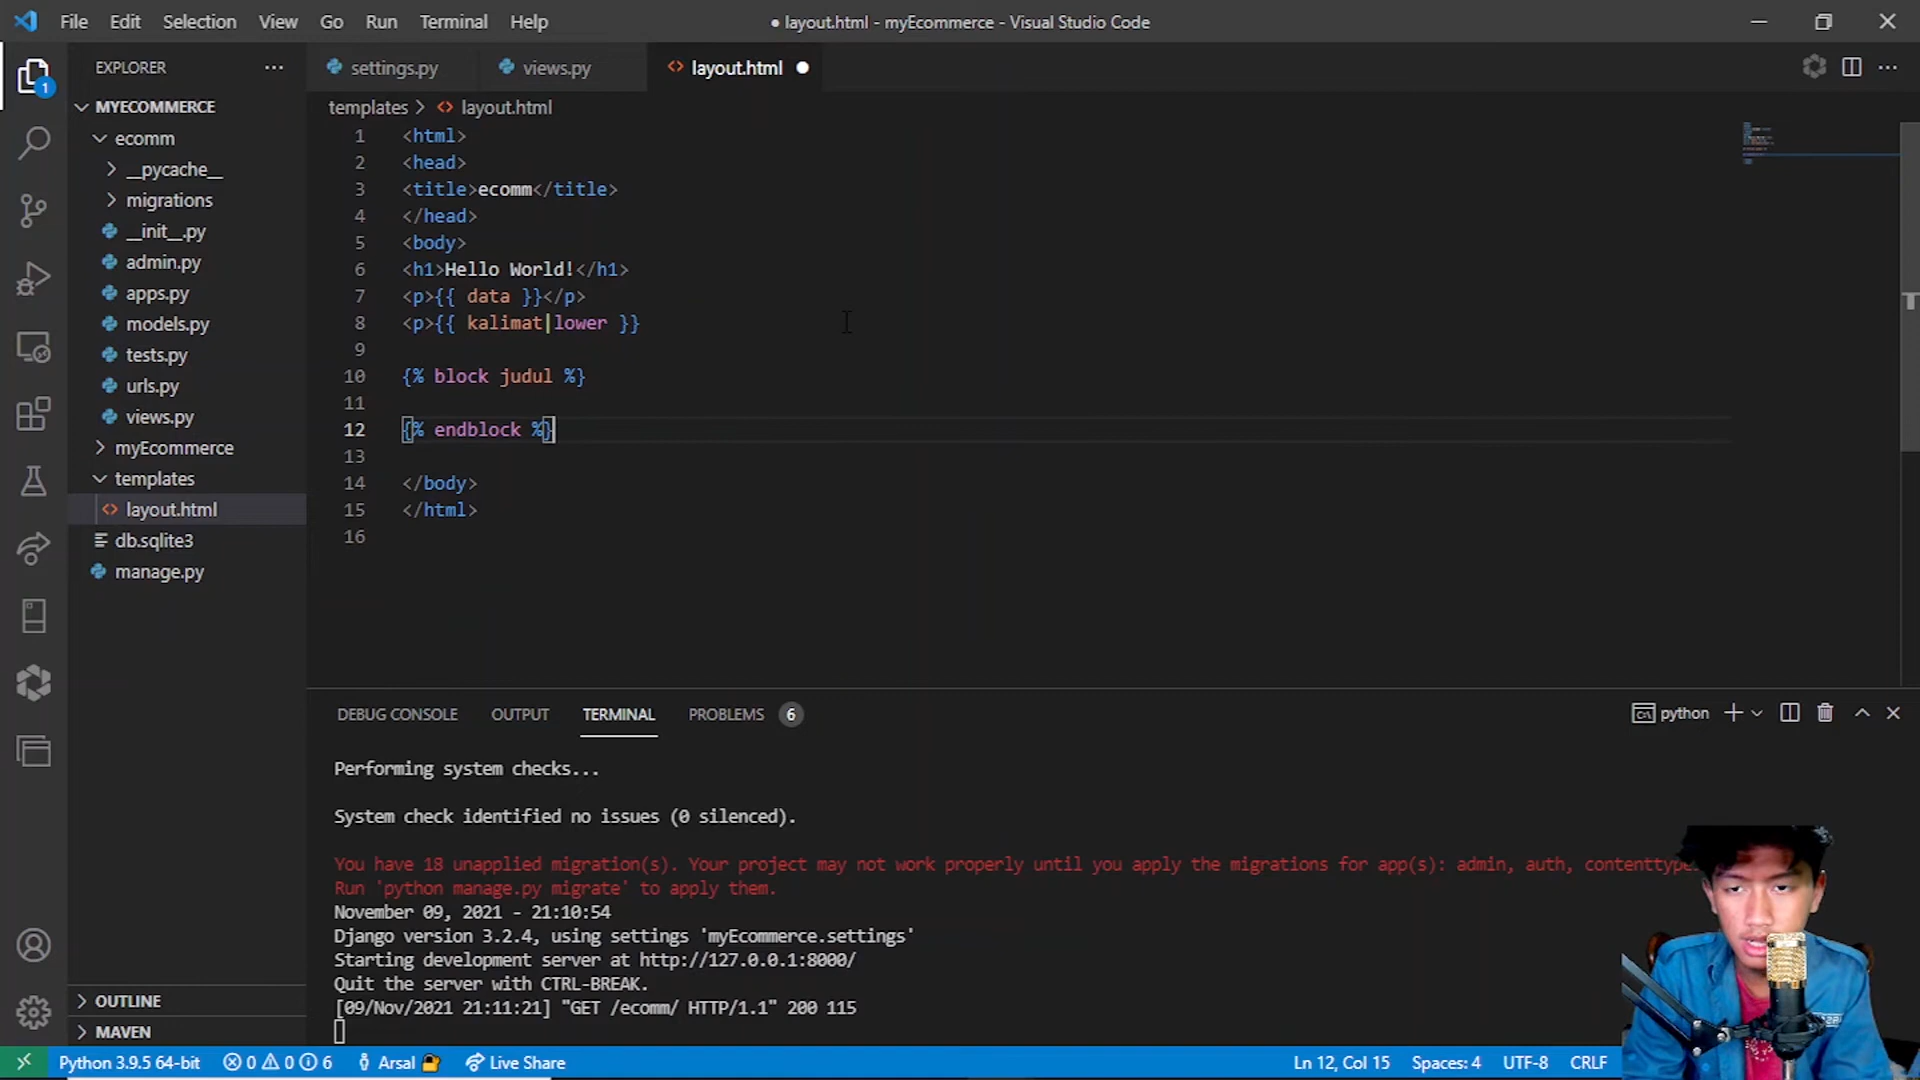 File Edit Selection View Go Run Terminal Help
● layout.html - myEcommerce - Visual Studio Code
EXPLORER
settings.py
views.py
layout.html
1
MYECOMMERCE
ecomm
__pycache__
migrations
__init__.py
admin.py
apps.py
models.py
tests.py
urls.py
views.py
myEcommerce
templates
layout.html
db.sqlite3
manage.py
OUTLINE
MAVEN
templates > layout.html
1 <html>
2 <head>
3 <title>ecomm</title>
4 </head>
5 <body>
6 <h1>Hello World!</h1>
7 <p>{{ data }}</p>
8 <p>{{ kalimat|lower }}
9
10 {% block judul %}
11
12 {% endblock %}
13
14 </body>
15 </html>
16
DEBUG CONSOLE OUTPUT TERMINAL PROBLEMS 6
python
Performing system checks...
System check identified no issues (0 silenced).
You have 18 unapplied migration(s). Your project may not work properly until you apply the migrations for app(s): admin, auth,
Run 'python manage.py migrate' to apply them.
November 09, 2021 - 21:10:54
Django version 3.2.4, using settings 'myEcommerce.settings'
Starting development server at http://127.0.0.1:8000/
Quit the server with CTRL-BREAK.
[09/Nov/2021 21:11:21] "GET /ecomm/ HTTP/1.1" 200 115
Python 3.9.5 64-bit 0 0 6 Arsal Live Share
Ln 12, Col 15 Spaces: 4 UTF-8 CRLF